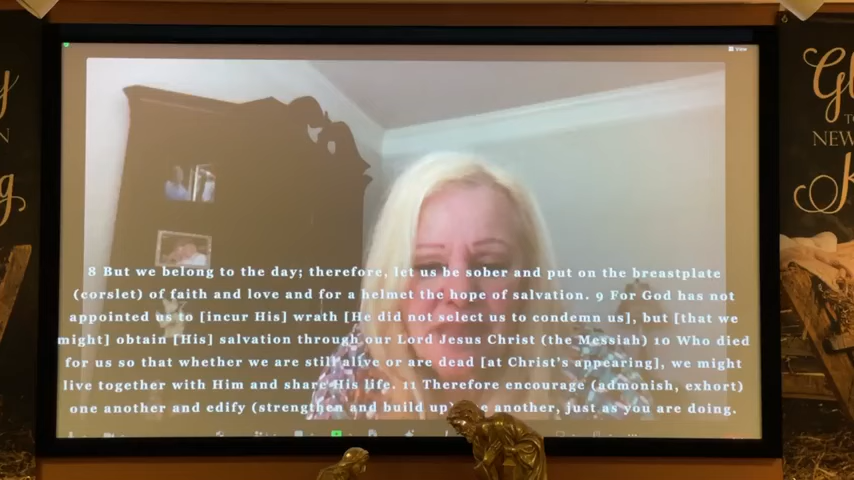 View
8 But we belong to the day; therefore, let us be sober and put on the breastplate
(corslet) of faith and love and for a helmet the hope of salvation. 9 For God has not
appointed us to [incur His] wrath [He did not select us to condemn us], but [that we
might] obtain [His] salvation through our Lord Jesus Christ (the Messiah) 10 Who died
for us so that whether we are still alive or are dead [at Christ's appearing], we might
live together with Him and share His life. 11 Therefore encourage (admonish, exhort)
one another and edify (strengthen and build up) another, just as you are doing.
NEW